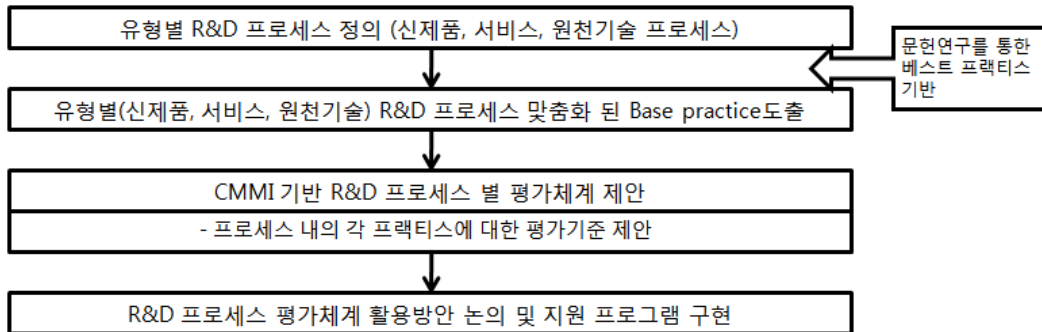 유형별 R&D 프로세스 정의 (신제품, 서비스, 원천기술 프로세스)
문헌연구를 통한
베스트 프랙티스
기반
유형별(신제품, 서비스, 원천기술) R&D 프로세스 맞춤화 된 Base practice도출
CMMI 기반 R&D 프로세스 별 평가체계 제안
- 프로세스 내의 각 프랙티스에 대한 평가기준 제안
R&D 프로세스 평가체계 활용방안 논의 및 지원 프로그램 구현